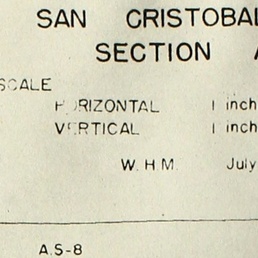 SAN CRISTOBAL
SECTION
SCALE
HORIZONTAL 1 inch
VERTICAL 1 inch
W. H. M. July
A.S-8